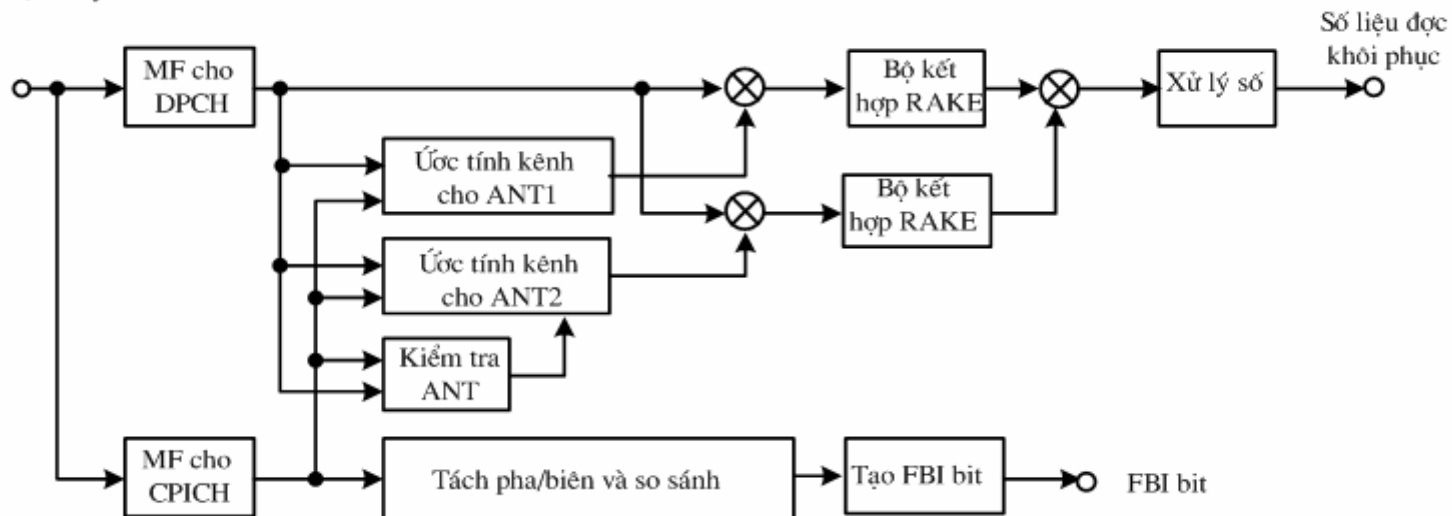 Số liệu đợc
khôi phục
MF cho
DPCH
Bộ kết
hợp RAKE
Xử lý số
Ước tính kênh
cho ANT1
Bộ kết
hợp RAKE
Ước tính kênh
cho ANT2
Kiểm tra
ANT
MF cho
CPICH
Tách pha/biên và so sánh
Tạo FBI bit
FBI bit